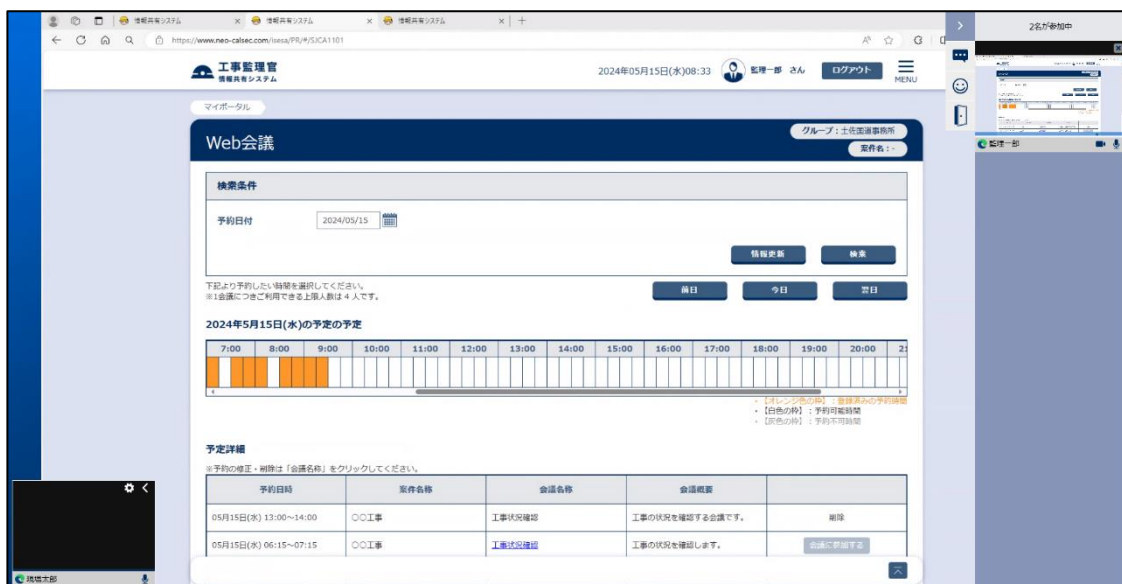 情報共有システム
情報共有システム
情報共有システム
https://www.neo-calsec.com/isesa/PR/#/SJCA1101
2名が参加中
工事監理官
情報共有システム
2024年05月15日(水)08:33
監理一郎 さん
ログアウト
MENU
マイポータル
監理一郎
Web会議
グループ：土佐国道事務所
案件名：-
検索条件
予約日付
2024/05/15
情報更新
検索
下記より予約したい時間を選択してください。
※1会議につきご利用できる上限人数は 4 人です。
前日
今日
翌日
2024年5月15日(水)の予定の予定
7:00 8:00 9:00 10:00 11:00 12:00 13:00 14:00 15:00 16:00 17:00 18:00 19:00 20:00 21
・【オレンジ色の枠】：登録済みの予約時間
・【白色の枠】：予約可能時間
・【灰色の枠】：予約不可時間
予定詳細
※予約の修正・削除は「会議名称」をクリックしてください。
予約日時 案件名称 会議名称 会議概要
05月15日(水) 13:00～14:00 〇〇工事 工事状況確認 工事の状況を確認する会議です。 削除
05月15日(水) 06:15～07:15 〇〇工事 工事状況確認 工事の状況を確認します。 会議に参加する
現場太郎